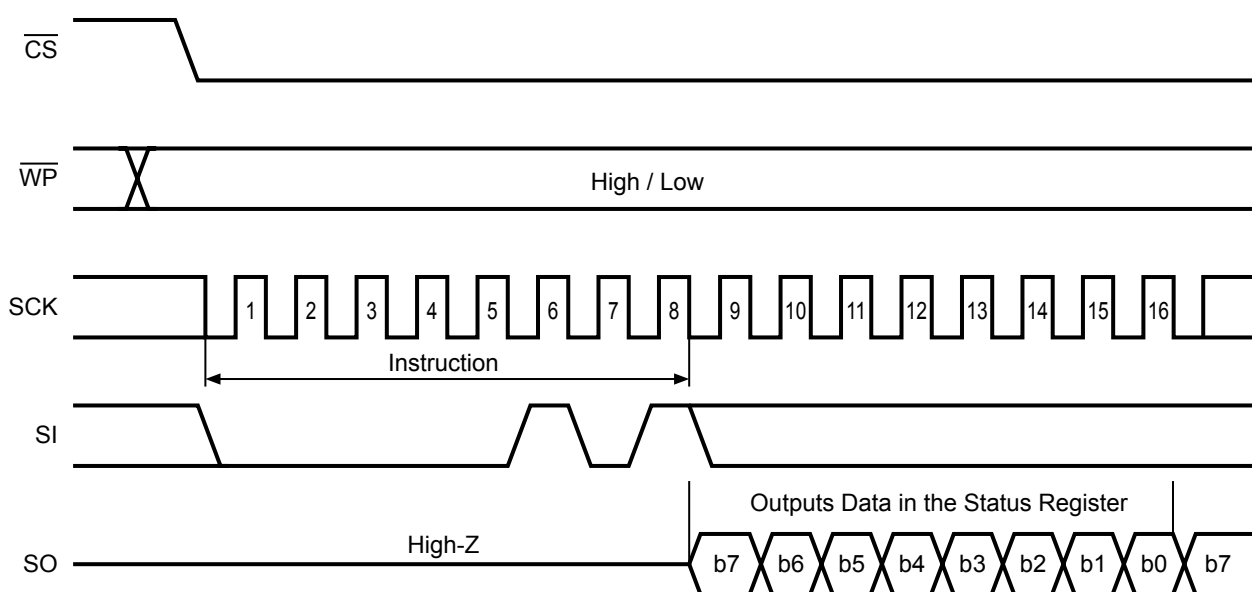 CS
WP
High / Low
SCK
1 2 3 4 5 6 7 8 9 10 11 12 13 14 15 16
Instruction
SI
Outputs Data in the Status Register
High-Z
SO
b7 b6 b5 b4 b3 b2 b1 b0 b7